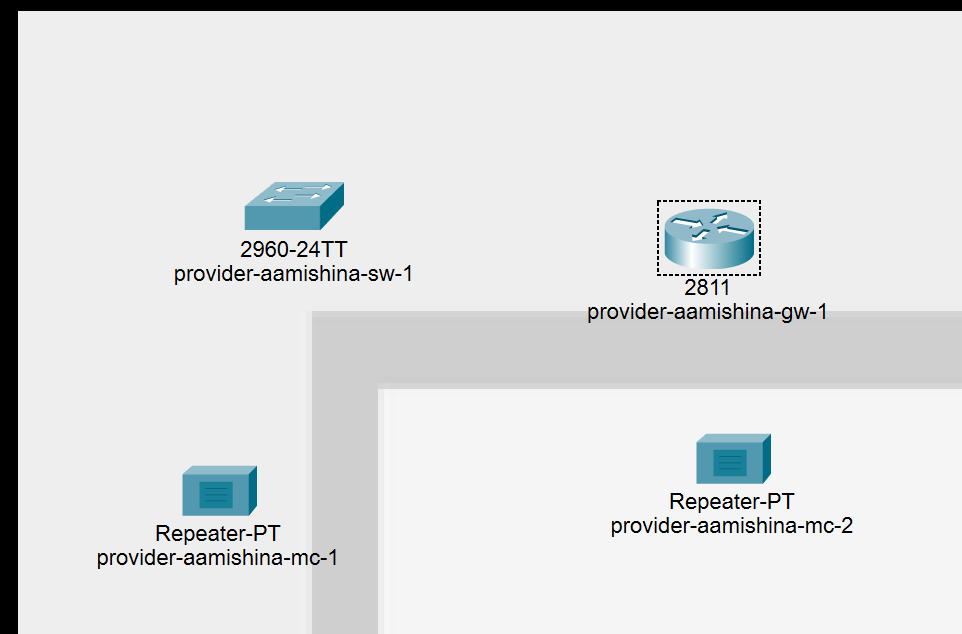 2960-24TT
provider-aamishina-sw-1
2811
provider-aamishina-gw-1
Repeater-PT
provider-aamishina-mc-1
Repeater-PT
provider-aamishina-mc-2